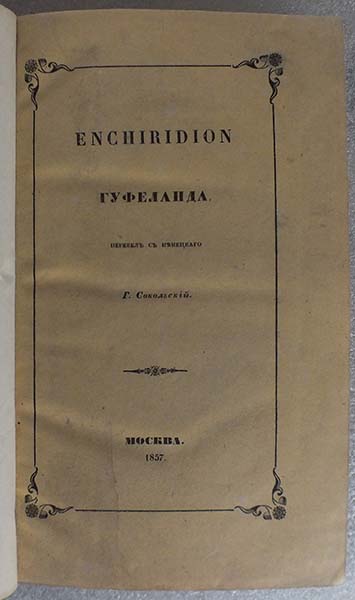 ENCHIRIDION
ГУФЕЛАНДА,
ПЕРЕВЕЛЪ СЪ НѢМЕЦКАГО
Г. Сокольскій.
МОСКВА.
1857.